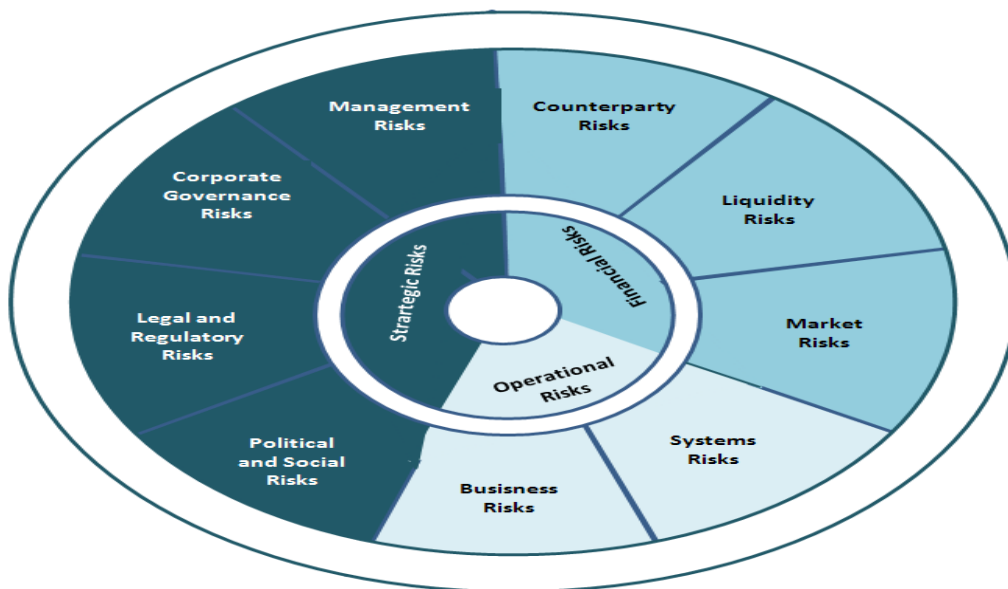 Management
Risks
Counterparty
Risks
Corporate
Governance
Risks
Liquidity
Risks
Strartegic Risks
Financial Risks
Legal and
Regulatory
Risks
Market
Risks
Operational
Risks
Political
and Social
Risks
Systems
Risks
Busisness
Risks